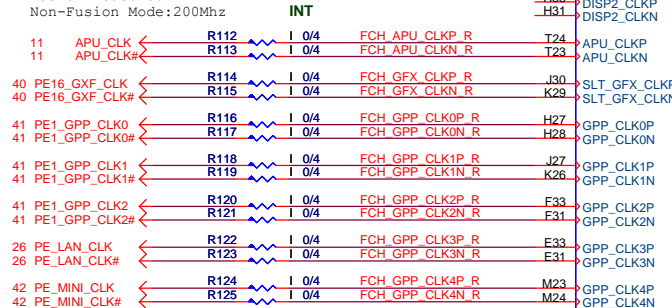 Non-Fusion Mode:200Mhz INT
H31 DISP2_CLKP
DISP2_CLKN
11 APU_CLK R112 I 0/4 FCH_APU_CLKP_R T24 APU_CLKP
11 APU_CLK# R113 I 0/4 FCH_APU_CLKN_R T23 APU_CLKN
40 PE16_GXF_CLK R114 I 0/4 FCH_GFX_CLKP_R J30 SLT_GFX_CLKP
40 PE16_GXF_CLK# R115 I 0/4 FCH_GFX_CLKN_R K29 SLT_GFX_CLKN
41 PE1_GPP_CLK0 R116 I 0/4 FCH_GPP_CLK0P_R H27 GPP_CLK0P
41 PE1_GPP_CLK0# R117 I 0/4 FCH_GPP_CLK0N_R H28 GPP_CLK0N
41 PE1_GPP_CLK1 R118 I 0/4 FCH_GPP_CLK1P_R J27 GPP_CLK1P
41 PE1_GPP_CLK1# R119 I 0/4 FCH_GPP_CLK1N_R K26 GPP_CLK1N
41 PE1_GPP_CLK2 R120 I 0/4 FCH_GPP_CLK2P_R F33 GPP_CLK2P
41 PE1_GPP_CLK2# R121 I 0/4 FCH_GPP_CLK2N_R F31 GPP_CLK2N
26 PE_LAN_CLK R122 I 0/4 FCH_GPP_CLK3P_R E33 GPP_CLK3P
26 PE_LAN_CLK# R123 I 0/4 FCH_GPP_CLK3N_R E31 GPP_CLK3N
42 PE_MINI_CLK R124 I 0/4 FCH_GPP_CLK4P_R M23 GPP_CLK4P
42 PE_MINI_CLK# R125 I 0/4 FCH_GPP_CLK4N_R M24 GPP_CLK4N